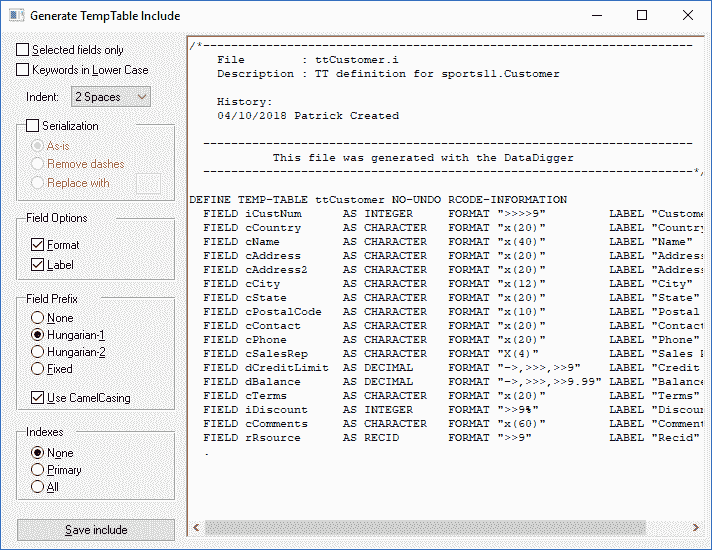 Generate TempTable Include
Selected fields only
Keywords in Lower Case
Indent: 2 Spaces
Serialization
As-is
Remove dashes
Replace with
Field Options
Format
Label
Field Prefix
None
Hungarian-1
Hungarian-2
Fixed
Use CamelCasing
Indexes
None
Primary
All
Save include
/*---------------------------------------------------------------------
File : ttCustomer.i
Description : TT definition for sports11.Customer
History:
04/10/2018 Patrick Created
---------------------------------------------------------------------
This file was generated with the DataDigger
---------------------------------------------------------------------*/
DEFINE TEMP-TABLE ttCustomer NO-UNDO RCODE-INFORMATION
FIELD iCustNum AS INTEGER FORMAT ">>>>9" LABEL "Custome
FIELD cCountry AS CHARACTER FORMAT "x(20)" LABEL "Country
FIELD cName AS CHARACTER FORMAT "x(40)" LABEL "Name"
FIELD cAddress AS CHARACTER FORMAT "x(20)" LABEL "Address
FIELD cAddress2 AS CHARACTER FORMAT "x(20)" LABEL "Address
FIELD cCity AS CHARACTER FORMAT "x(12)" LABEL "City"
FIELD cState AS CHARACTER FORMAT "x(20)" LABEL "State"
FIELD cPostalCode AS CHARACTER FORMAT "x(10)" LABEL "Postal
FIELD cContact AS CHARACTER FORMAT "x(20)" LABEL "Contact
FIELD cPhone AS CHARACTER FORMAT "x(20)" LABEL "Phone"
FIELD cSalesRep AS CHARACTER FORMAT "X(4)" LABEL "Sales R
FIELD dCreditLimit AS DECIMAL FORMAT "->,>>>,>>9" LABEL "Credit
FIELD dBalance AS DECIMAL FORMAT "->,>>>,>>9.99" LABEL "Balance
FIELD cTerms AS CHARACTER FORMAT "x(20)" LABEL "Terms"
FIELD iDiscount AS INTEGER FORMAT ">>9%" LABEL "Discoun
FIELD cComments AS CHARACTER FORMAT "x(60)" LABEL "Comment
FIELD rRsource AS RECID FORMAT ">>9" LABEL "Recid"
.